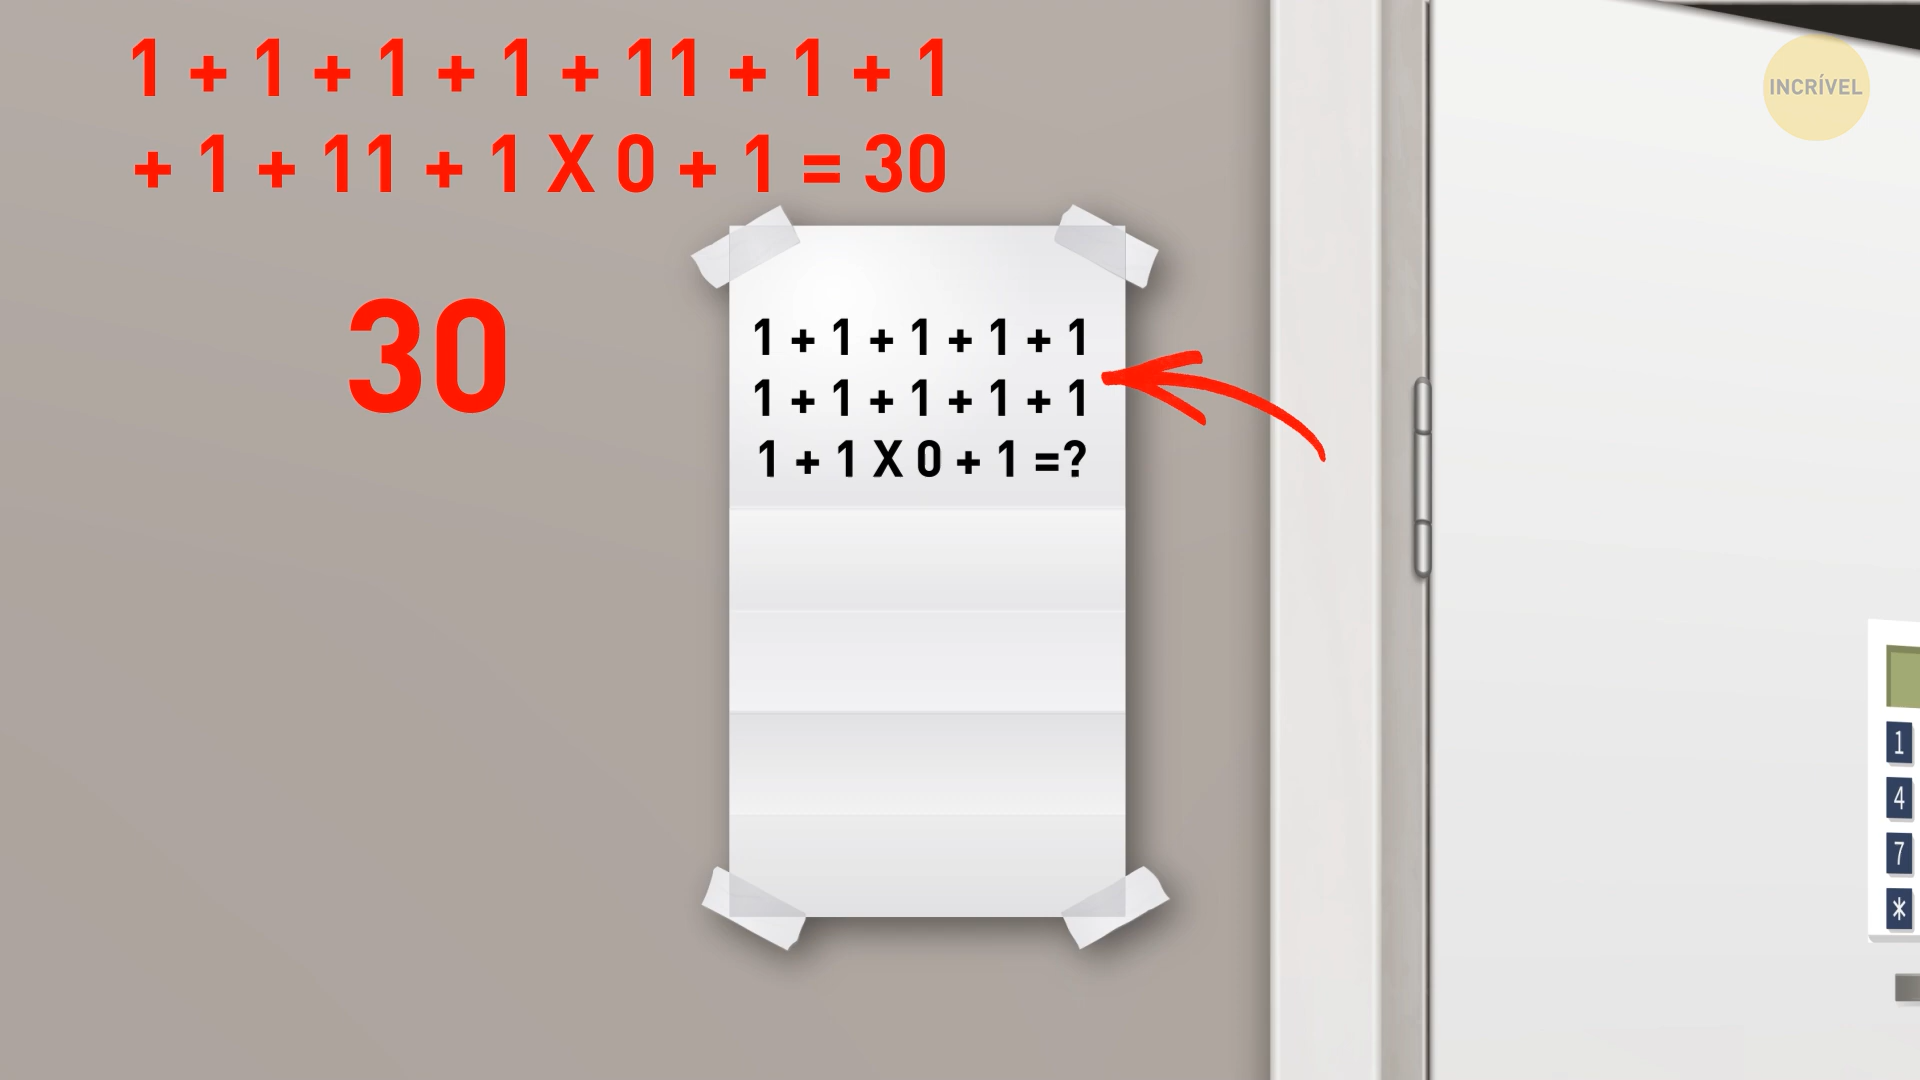 1 + 1 + 1 + 1 + 11 + 1 + 1
+ 1 + 11 + 1 X 0 + 1 = 30
INCRÍVEL
30
1 + 1 + 1 + 1 + 1
1 + 1 + 1 + 1 + 1
1 + 1 X 0 + 1 =?
1
4
7
*